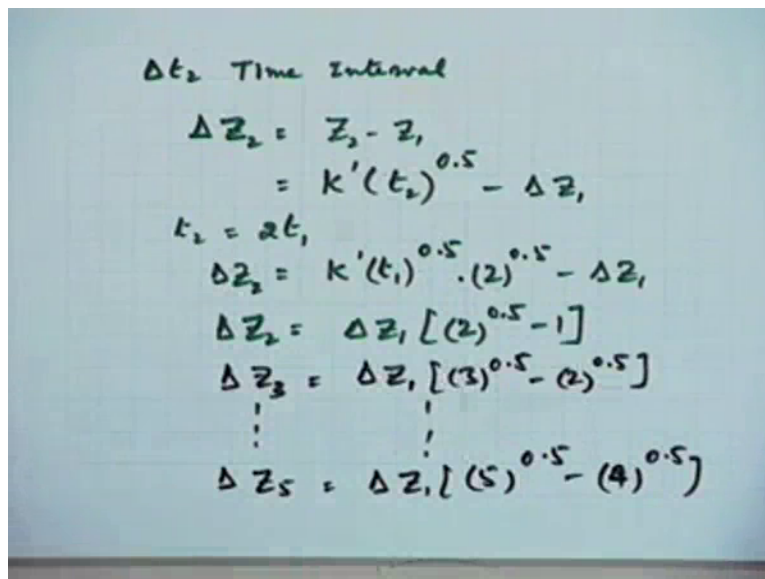 Δt₂ Time Interval
ΔZ₂ = Z₂ - Z₁
= K'(t₂)^0.5 - ΔZ₁
t₂ = 2t₁
ΔZ₂ = K'(t₁)^0.5 . (2)^0.5 - ΔZ₁
ΔZ₂ = ΔZ₁ [(2)^0.5 - 1]
ΔZ₃ = ΔZ₁ [(3)^0.5 - (2)^0.5]
ΔZ₅ = ΔZ₁ [(5)^0.5 - (4)^0.5]